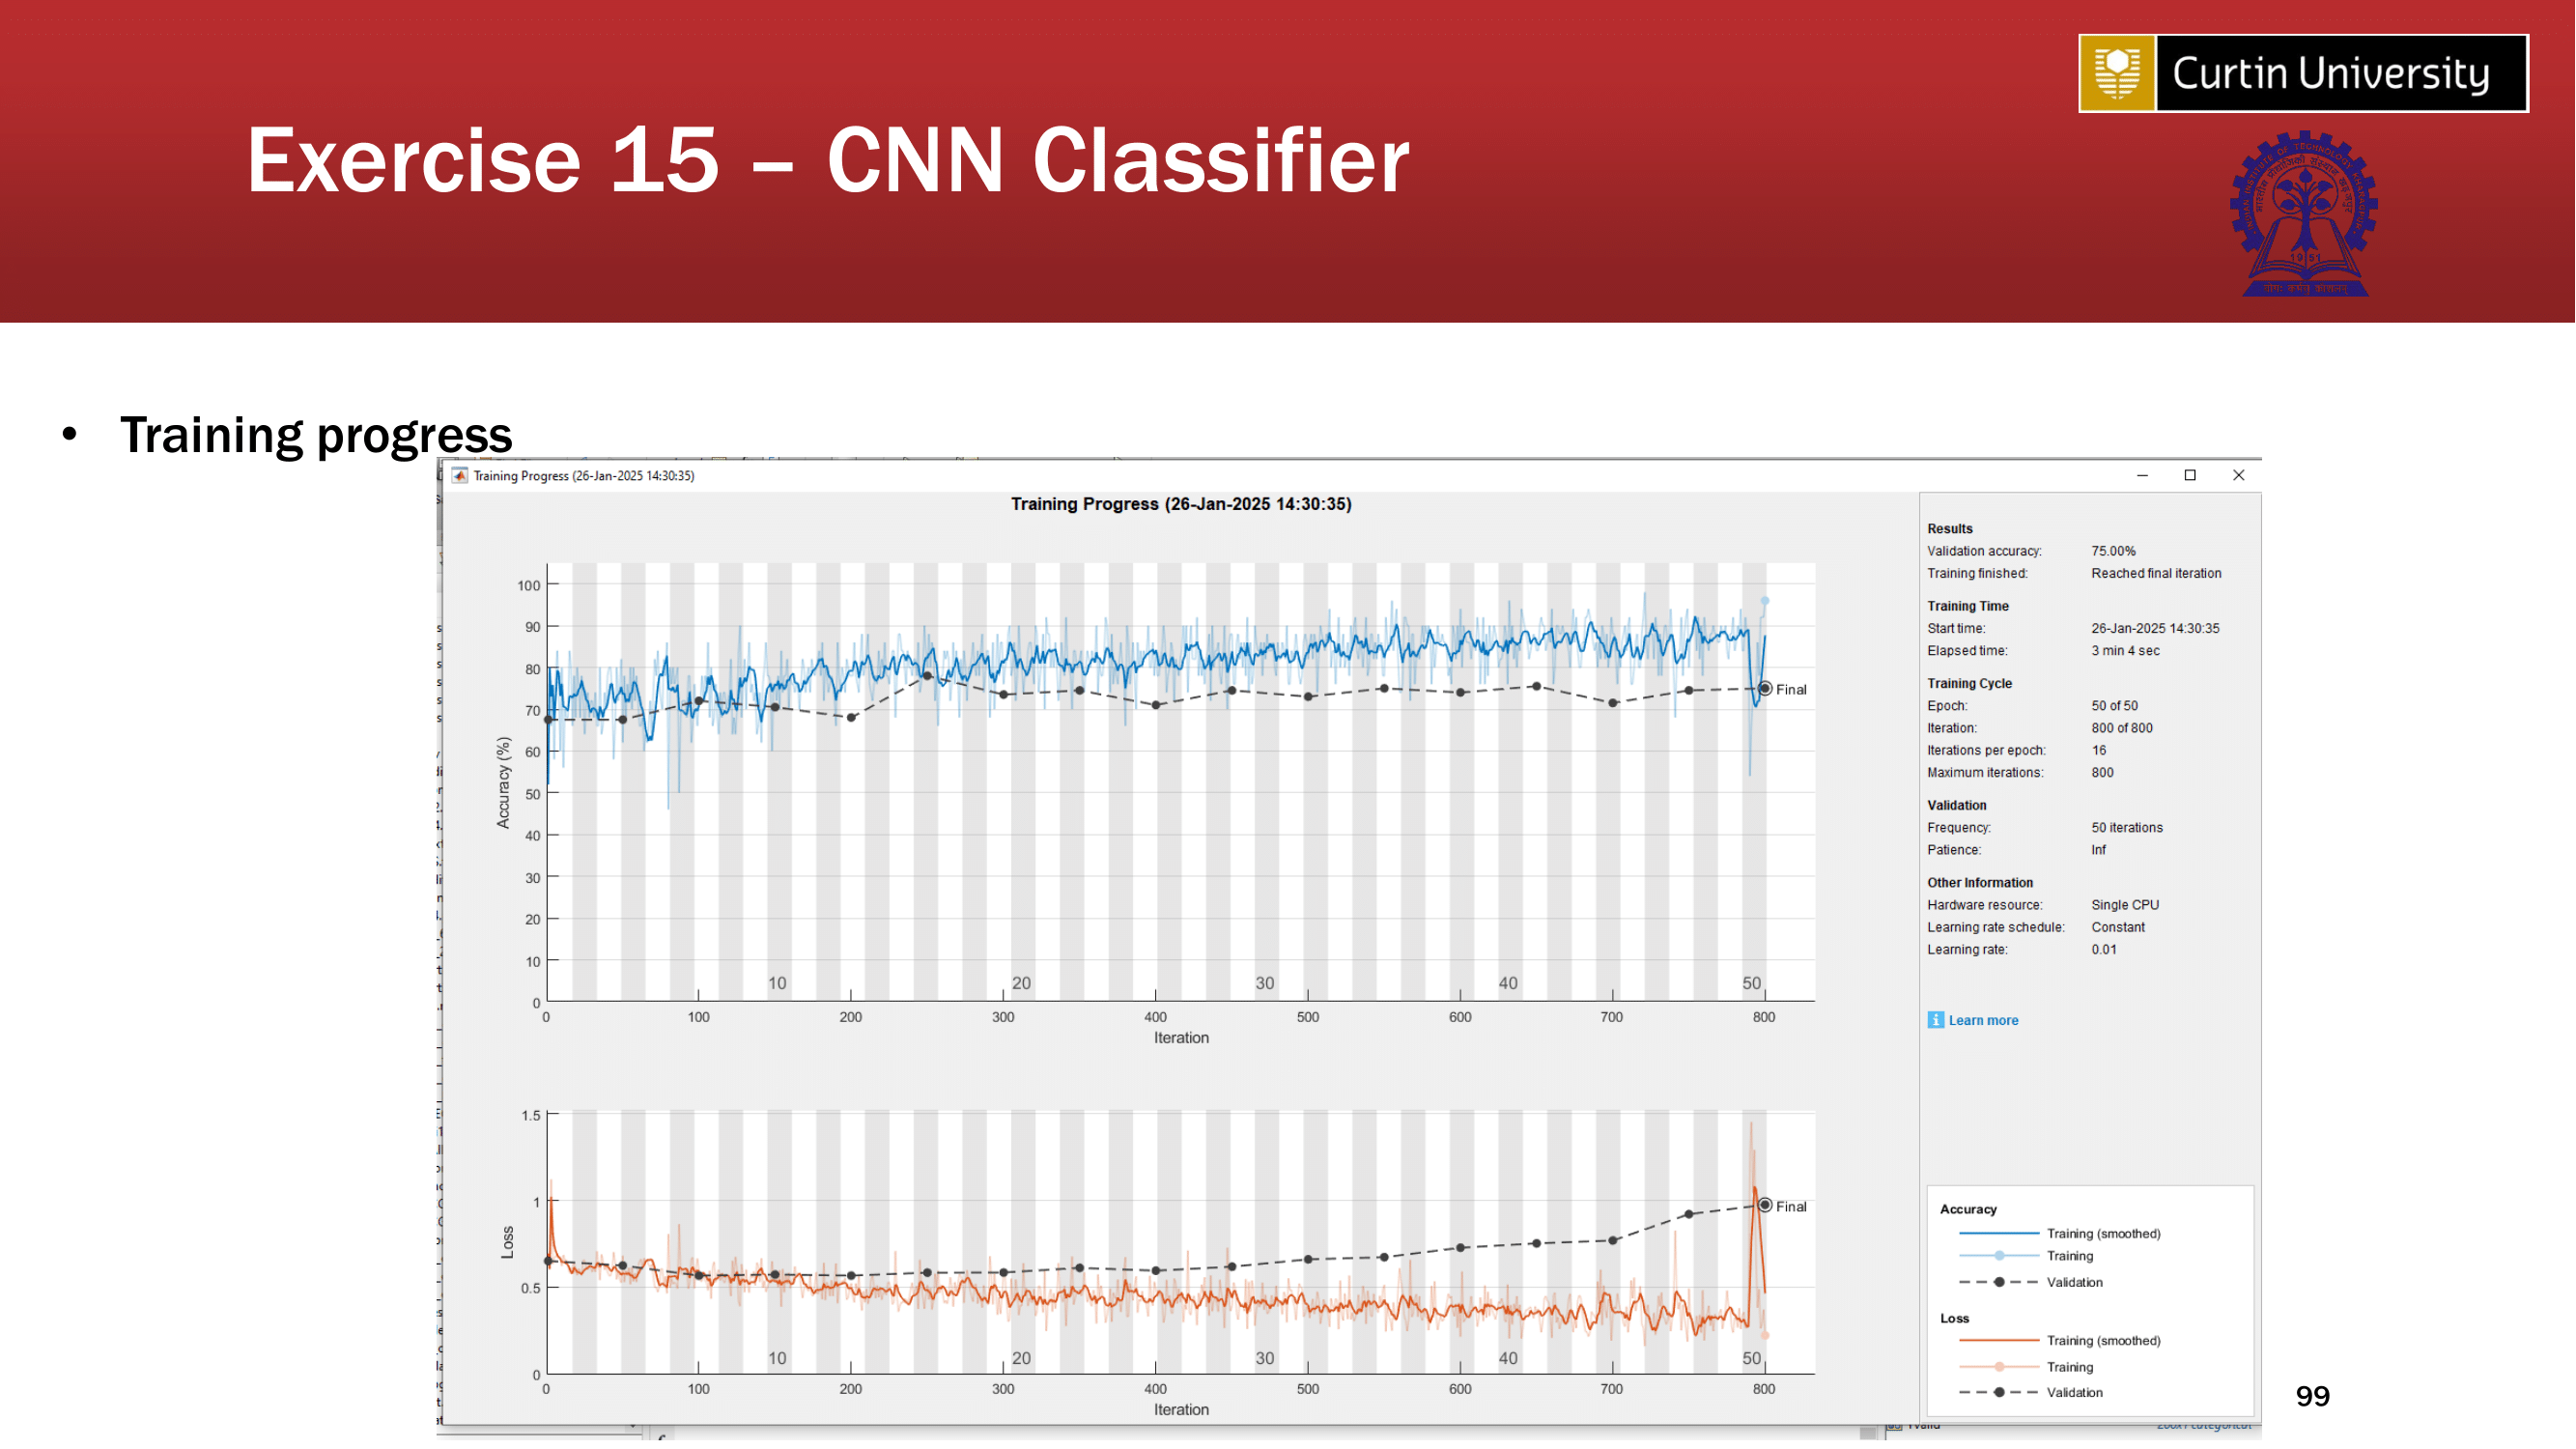 Curtin University
Exercise 15 – CNN Classifier
1951
• Training progress
Training Progress (26-Jan-2025 14:30:35)
Training Progress (26-Jan-2025 14:30:35)
100
90
80
70
60
50
40
30
20
10
0
Accuracy (%)
Final
10 20 30 40 50
0 100 200 300 400 500 600 700 800
Iteration
1.5
1
0.5
0
Loss
Final
10 20 30 40 50
0 100 200 300 400 500 600 700 800
Iteration
Results
Validation accuracy: 75.00%
Training finished: Reached final iteration
Training Time
Start time: 26-Jan-2025 14:30:35
Elapsed time: 3 min 4 sec
Training Cycle
Epoch: 50 of 50
Iteration: 800 of 800
Iterations per epoch: 16
Maximum iterations: 800
Validation
Frequency: 50 iterations
Patience: Inf
Other Information
Hardware resource: Single CPU
Learning rate schedule: Constant
Learning rate: 0.01
i Learn more
Accuracy
Training (smoothed)
Training
Validation
Loss
Training (smoothed)
Training
Validation
99